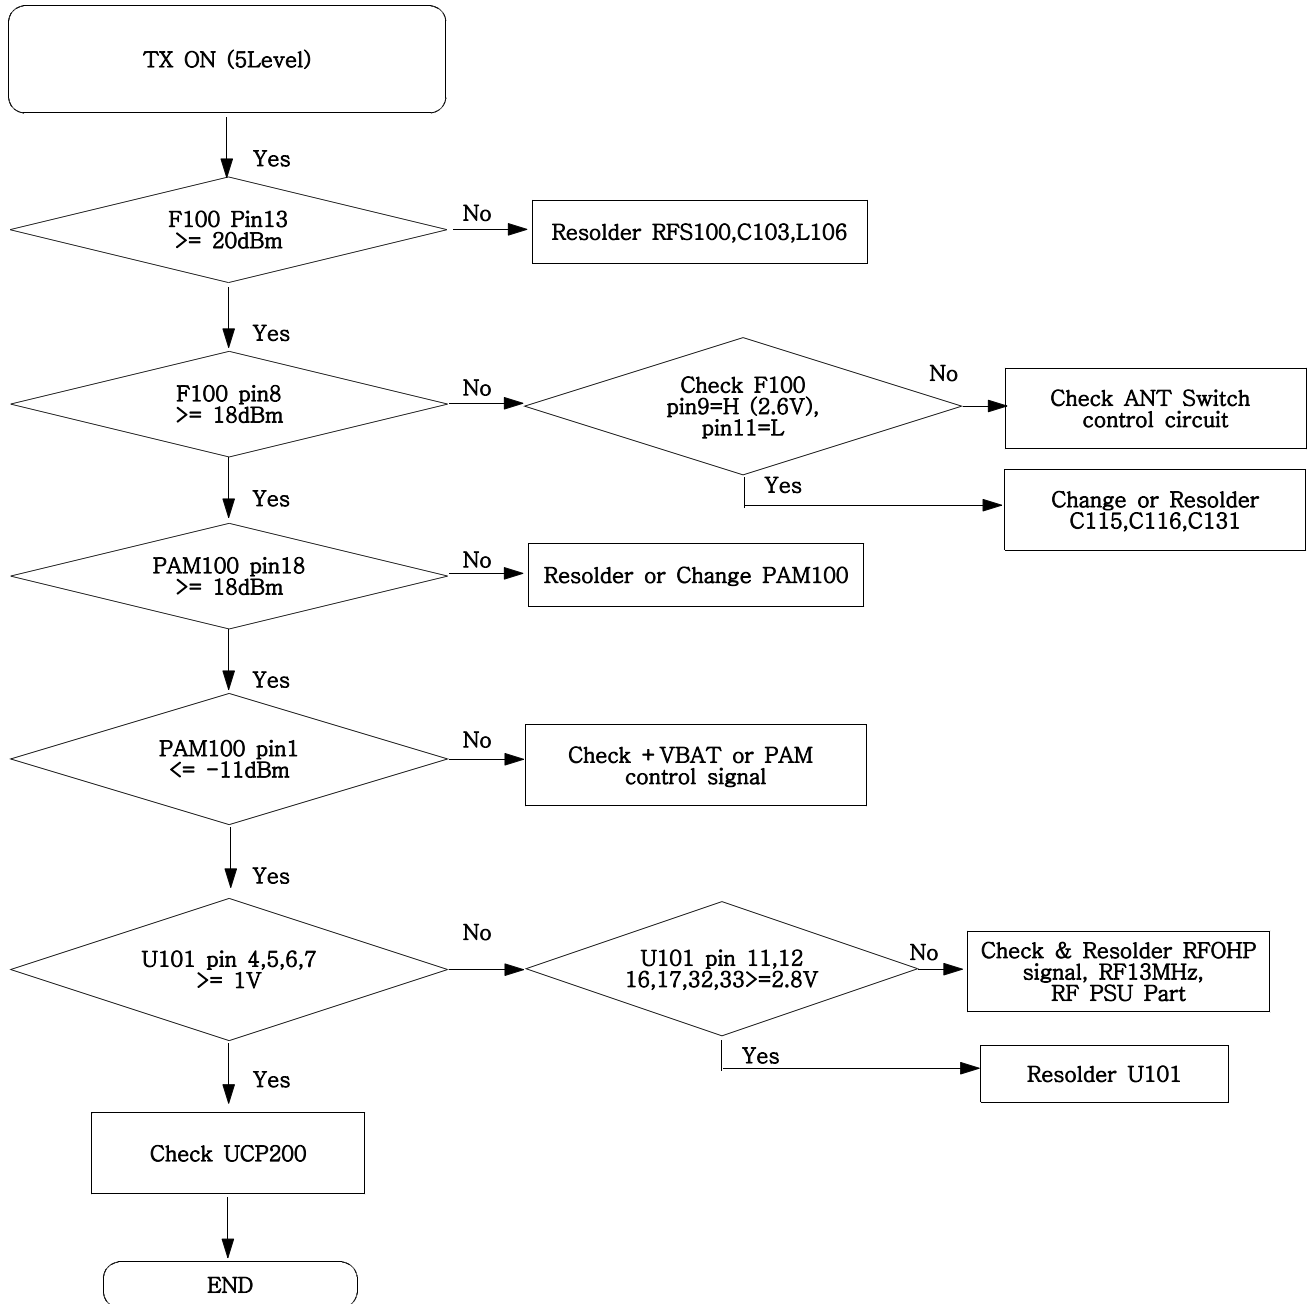 TX ON (5Level)
Yes
F100 Pin13
>= 20dBm
No
Resolder RFS100,C103,L106
Yes
F100 pin8
>= 18dBm
No
Check F100
pin9=H (2.6V),
pin11=L
No
Check ANT Switch
control circuit
Yes
Change or Resolder
C115,C116,C131
Yes
PAM100 pin18
>= 18dBm
No
Resolder or Change PAM100
Yes
PAM100 pin1
<= -11dBm
No
Check +VBAT or PAM
control signal
Yes
U101 pin 4,5,6,7
>= 1V
No
U101 pin 11,12
16,17,32,33>=2.8V
No
Check & Resolder RFOHP
signal, RF13MHz,
RF PSU Part
Yes
Resolder U101
Yes
Check UCP200
END